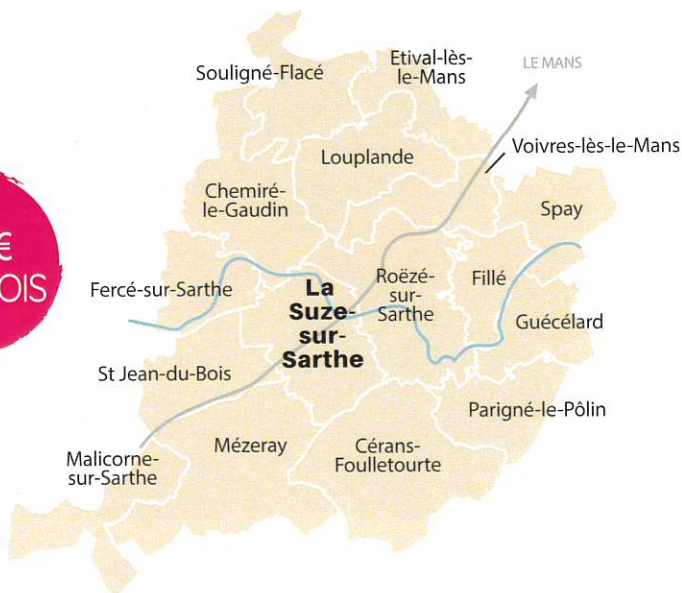 Souligné-Flacé
Etival-lès-
le-Mans
LE MANS
Louplande
Voivres-lès-le-Mans
Chemiré-
le-Gaudin
Spay
€
OIS
Fercé-sur-Sarthe
La
Suze-
sur-
Sarthe
Roëzé-
sur-
Sarthe
Fillé
Guécélard
St Jean-du-Bois
Parigné-le-Pôlin
Malicorne-
sur-Sarthe
Mézeray
Cérans-
Foulletourte